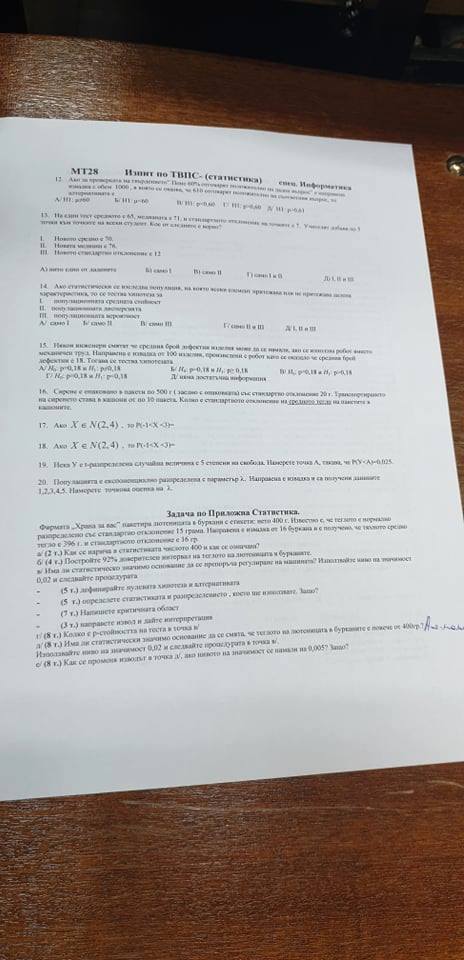 МТ28 Изпит по ТВПС- (статистика) спец. Информатика
12. Ако за проверката на твърдението" Поне 60% отговарят положително на даден въпрос" е направена
извадка с обем 1000 , в която се оказва, че 610 отговарят положително на съответния въпрос, то
алтернативата е
А/ H1: μ≠60 Б/ H1: μ<60 В/ H1: p<0,60 Г/ H1: p>0,60 Д/ H1: p<0,61
13. На един тест средното е 65, медианата е 71, и стандартното отклонение на точките е 7. Учителят добавя по 5
точки към точките на всеки студент. Кое от следните е вярно?
I. Новото средно е 70.
II. Новата медиана е 76.
III. Новото стандартно отклонение е 12
А) нито едно от дадените Б) само I В) само II Г) само I и II Д) I, II и III
14. Ако статистически се изследва популация, на която всеки елемент притежава или не притежава дадена
характеристика, то се тества хипотеза за
I. популационната средната стойност
II. популационната дисперсията
III. популационната вероятност
А/ само I Б/ само II В/ само III Г/ само II и III Д/ I, II и III
15. Някои инженери смятат че средния брой дефектни изделия може да се намали, ако се използва робот вместо
механичен труд. Направена е извадка от 100 изделия, произведени с робот като се оказало че средния брой
дефектни е 18. Тогава се тества хипотезата
А/ H₀: p=0,18 и H₁: p≠0,18 Б/ H₀: p=0,18 и H₁: p≥ 0,18 В/ H₀: p=0,18 и H₁: p>0,18
Г/ H₀: p=0,18 и H₁: p<0,18 Д/ няма достатъчна информация
16. Сирене е опаковано в пакети по 500 г ( заедно с опаковката) със стандартно отклонение 20 г. Транспортирането
на сиренето става в кашони от по 10 пакета. Колко е стандартното отклонение на средното тегло на пакетите в
кашоните.
17. Ако X ∈ N(2,4) , то P(-1<X <3)=
18. Ако X ∈ N(2,4) , то P(-1<X <3)=
19. Нека Y е t-разпределена случайна величина с 5 степени на свобода. Намерете точка A, такава, че P(Y<A)=0,025.
20. Популацията е експоненциално разпределена с параметър λ. Направена е извадка и са получени данните
1,2,3,4,5. Намерете точкова оценка на λ.
Задача по Приложна Статистика.
Фирмата „Храна за вас" пакетира лютеницата в буркани с етикети: нето 400 г. Известно е, че теглото е нормално
разпределено със стандартно отклонение 15 грама. Направена е извадка от 16 буркана и е получено, че тяхното средно
тегло е 396 г. и стандартното отклонение е 16 гр.
а/ (2 т.) Как се нарича в статистиката числото 400 и как се означава?
б/ (4 т.) Постройте 92% доверителен интервал на теглото на лютеницата в бурканите.
в/ Има ли статистическо значимо основание да се препоръча регулиране на машината? Използвайте ниво на значимост
0,02 и следвайте процедурата
- (5 т.) дефинирайте нулевата хипотеза и алтернативата
- (5 т.) определете статистиката и разпределението , което ще използвате. Защо?
- (7 т.) Напишете критичната област
- (3 т.) направете извод и дайте интерпретация
г/ (8 т.) Колко е p-стойността на теста в точка в/
д/ (8 т.) Има ли статистически значимо основание да се смята, че теглото на лютеницата в бурканите е повече от 400гр.?
Използвайте ниво на значимост 0,02 и следвайте процедурата в точка в/.
е/ (8 т.) Как се променя изводът в точка д/, ако нивото на значимост се намали на 0,005? Защо?